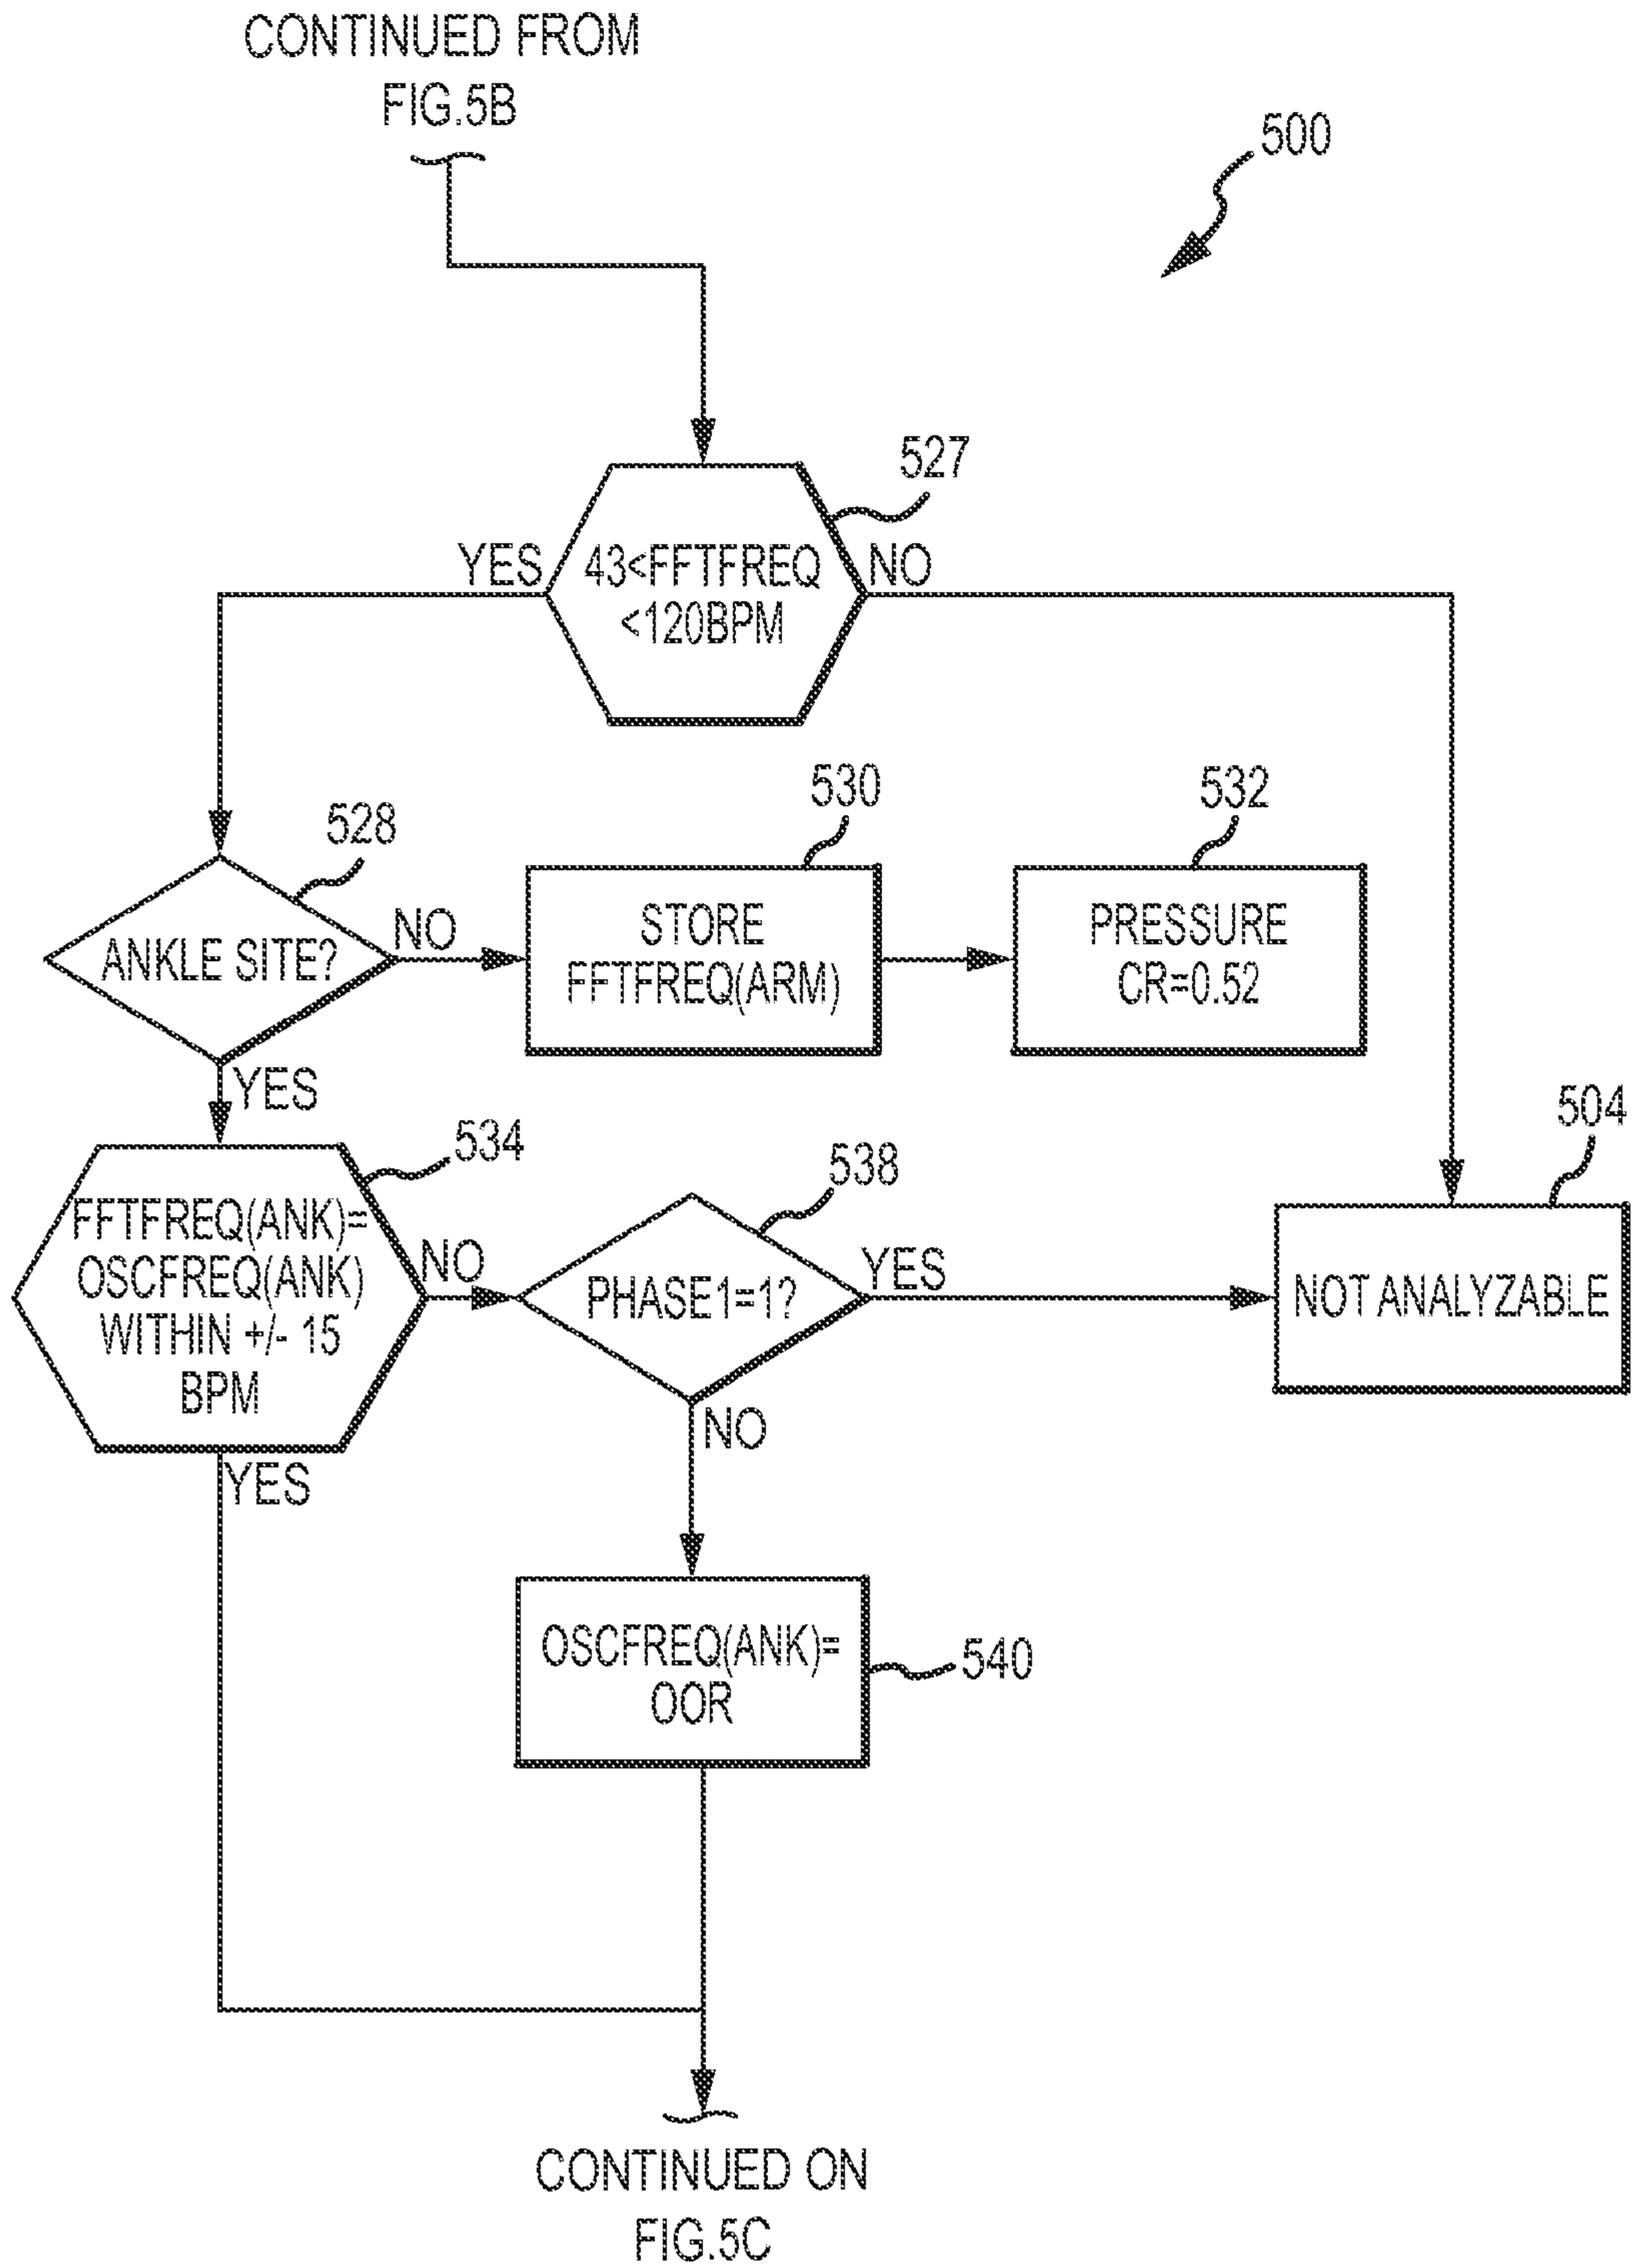 CONTINUED FROM
FIG.5B
500
527
YES
43<FFTFREQ
<120BPM
NO
530
532
528
ANKLE SITE?
NO
STORE
FFTFREQ(ARM)
PRESSURE
CR=0.52
YES
504
534
538
FFTFREQ(ANK)=
OSCFREQ(ANK)
WITHIN +/- 15
BPM
NO
PHASE1=1?
YES
NOT ANALYZABLE
NO
YES
OSCFREQ(ANK)=
OOR
540
CONTINUED ON
FIG.5C